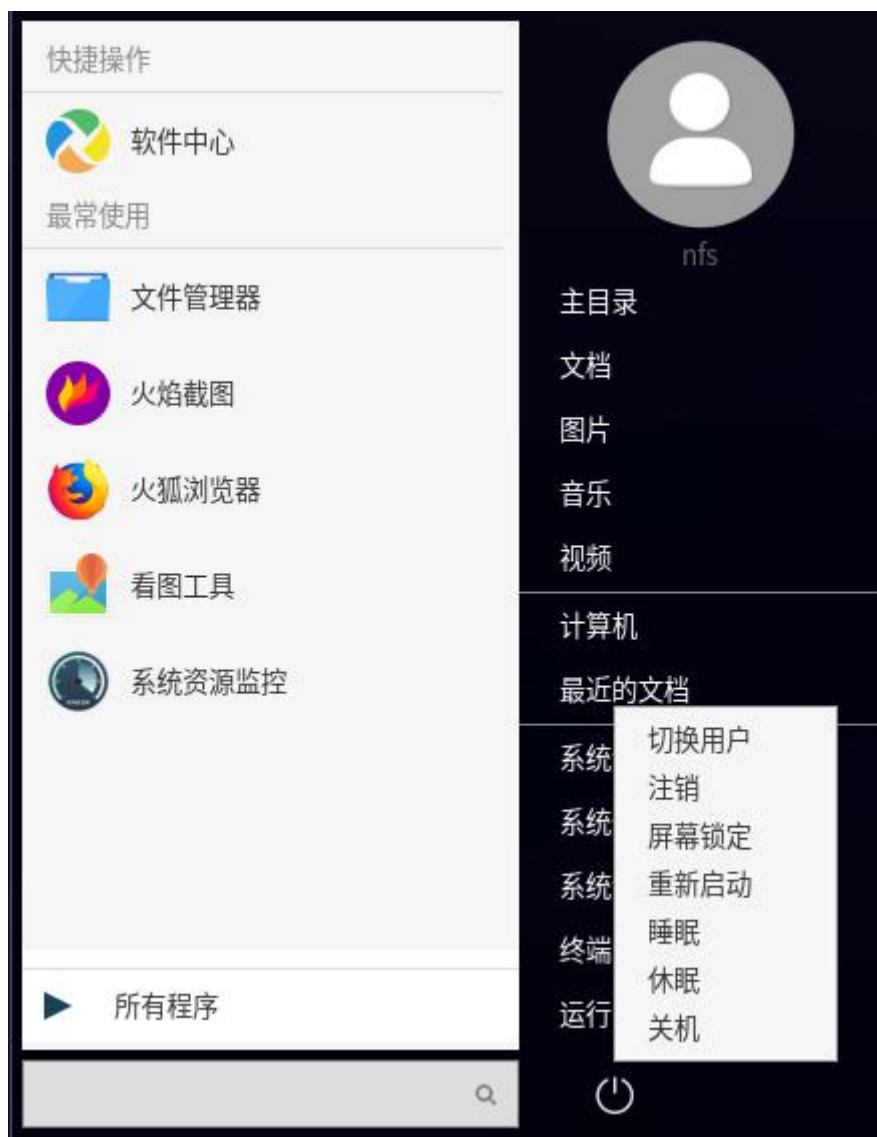 快捷操作
软件中心
最常使用
文件管理器
火焰截图
火狐浏览器
看图工具
系统资源监控
所有程序
nfs
主目录
文档
图片
音乐
视频
计算机
最近的文档
系统
系统
系统
终端
运行
切换用户
注销
屏幕锁定
重新启动
睡眠
休眠
关机